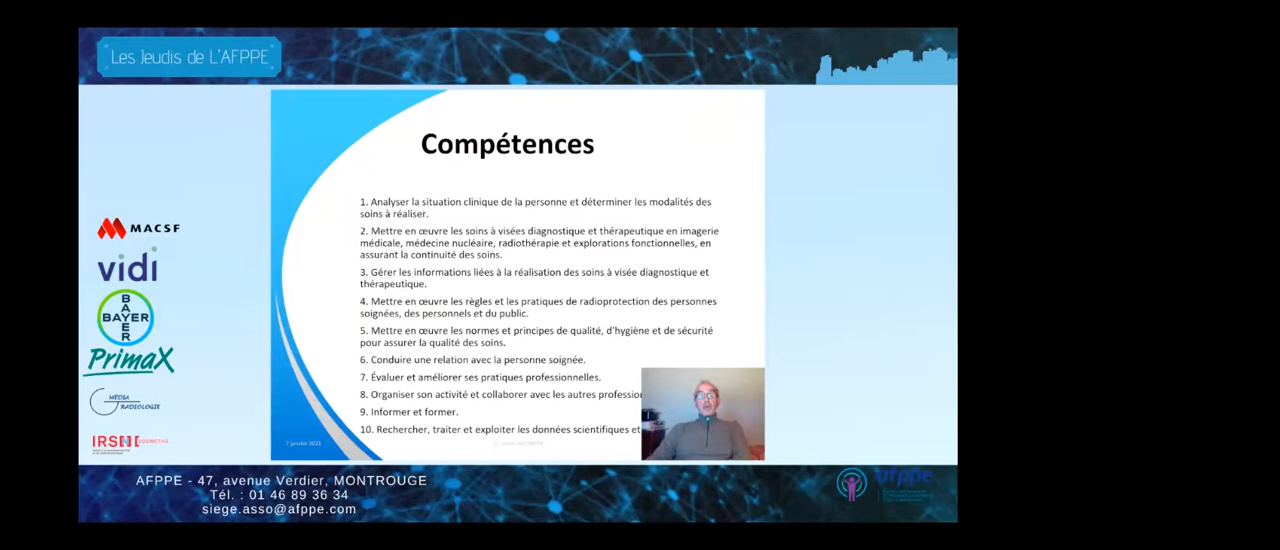 Les Jeudis de L'AFPPE
Compétences
1. Analyser la situation clinique de la personne et déterminer les modalités des
soins à réaliser.
2. Mettre en œuvre les soins à visées diagnostique et thérapeutique en imagerie
médicale, médecine nucléaire, radiothérapie et explorations fonctionnelles, en
assurant la continuité des soins.
3. Gérer les informations liées à la réalisation des soins à visée diagnostique et
thérapeutique.
4. Mettre en œuvre les règles et les pratiques de radioprotection des personnes
soignées, des personnels et du public.
5. Mettre en œuvre les normes et principes de qualité, d'hygiène et de sécurité
pour assurer la qualité des soins.
6. Conduire une relation avec la personne soignée.
7. Évaluer et améliorer ses pratiques professionnelles.
8. Organiser son activité et collaborer avec les autres
9. Informer et former.
10. Rechercher, traiter et exploiter les données scientifiques et
7 janvier 2021
MACSF
vidi
BAYER
BAYER
PrimaX
MÉDIA
RADIOLOGIE
AFPPE - 47, avenue Verdier, MONTROUGE
Tél. : 01 46 89 36 34
siege.asso@afppe.com
afppe